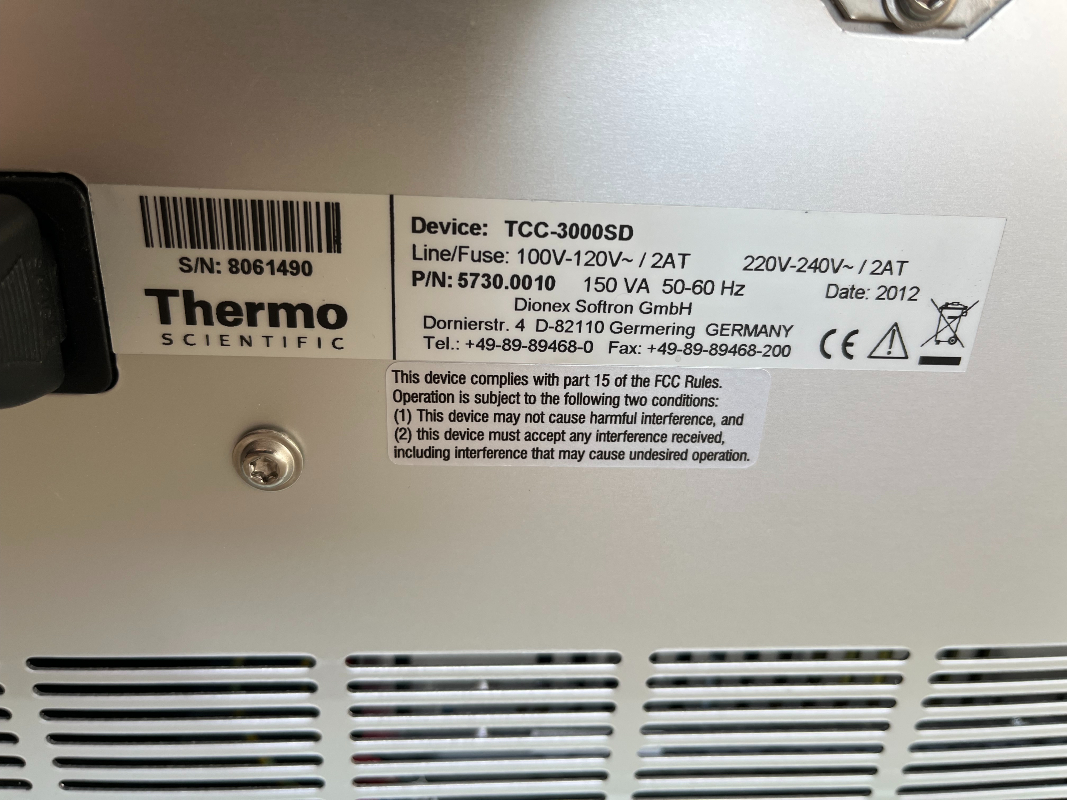 S/N: 8061490
Thermo
SCIENTIFIC
Device: TCC-3000SD
Line/Fuse: 100V-120V~ / 2AT 220V-240V~ / 2AT
P/N: 5730.0010 150 VA 50-60 Hz Date: 2012
Dionex Softron GmbH
Dornierstr. 4 D-82110 Germering GERMANY
Tel.: +49-89-89468-0 Fax: +49-89-89468-200
CE
This device complies with part 15 of the FCC Rules.
Operation is subject to the following two conditions:
(1) This device may not cause harmful interference, and
(2) this device must accept any interference received,
including interference that may cause undesired operation.